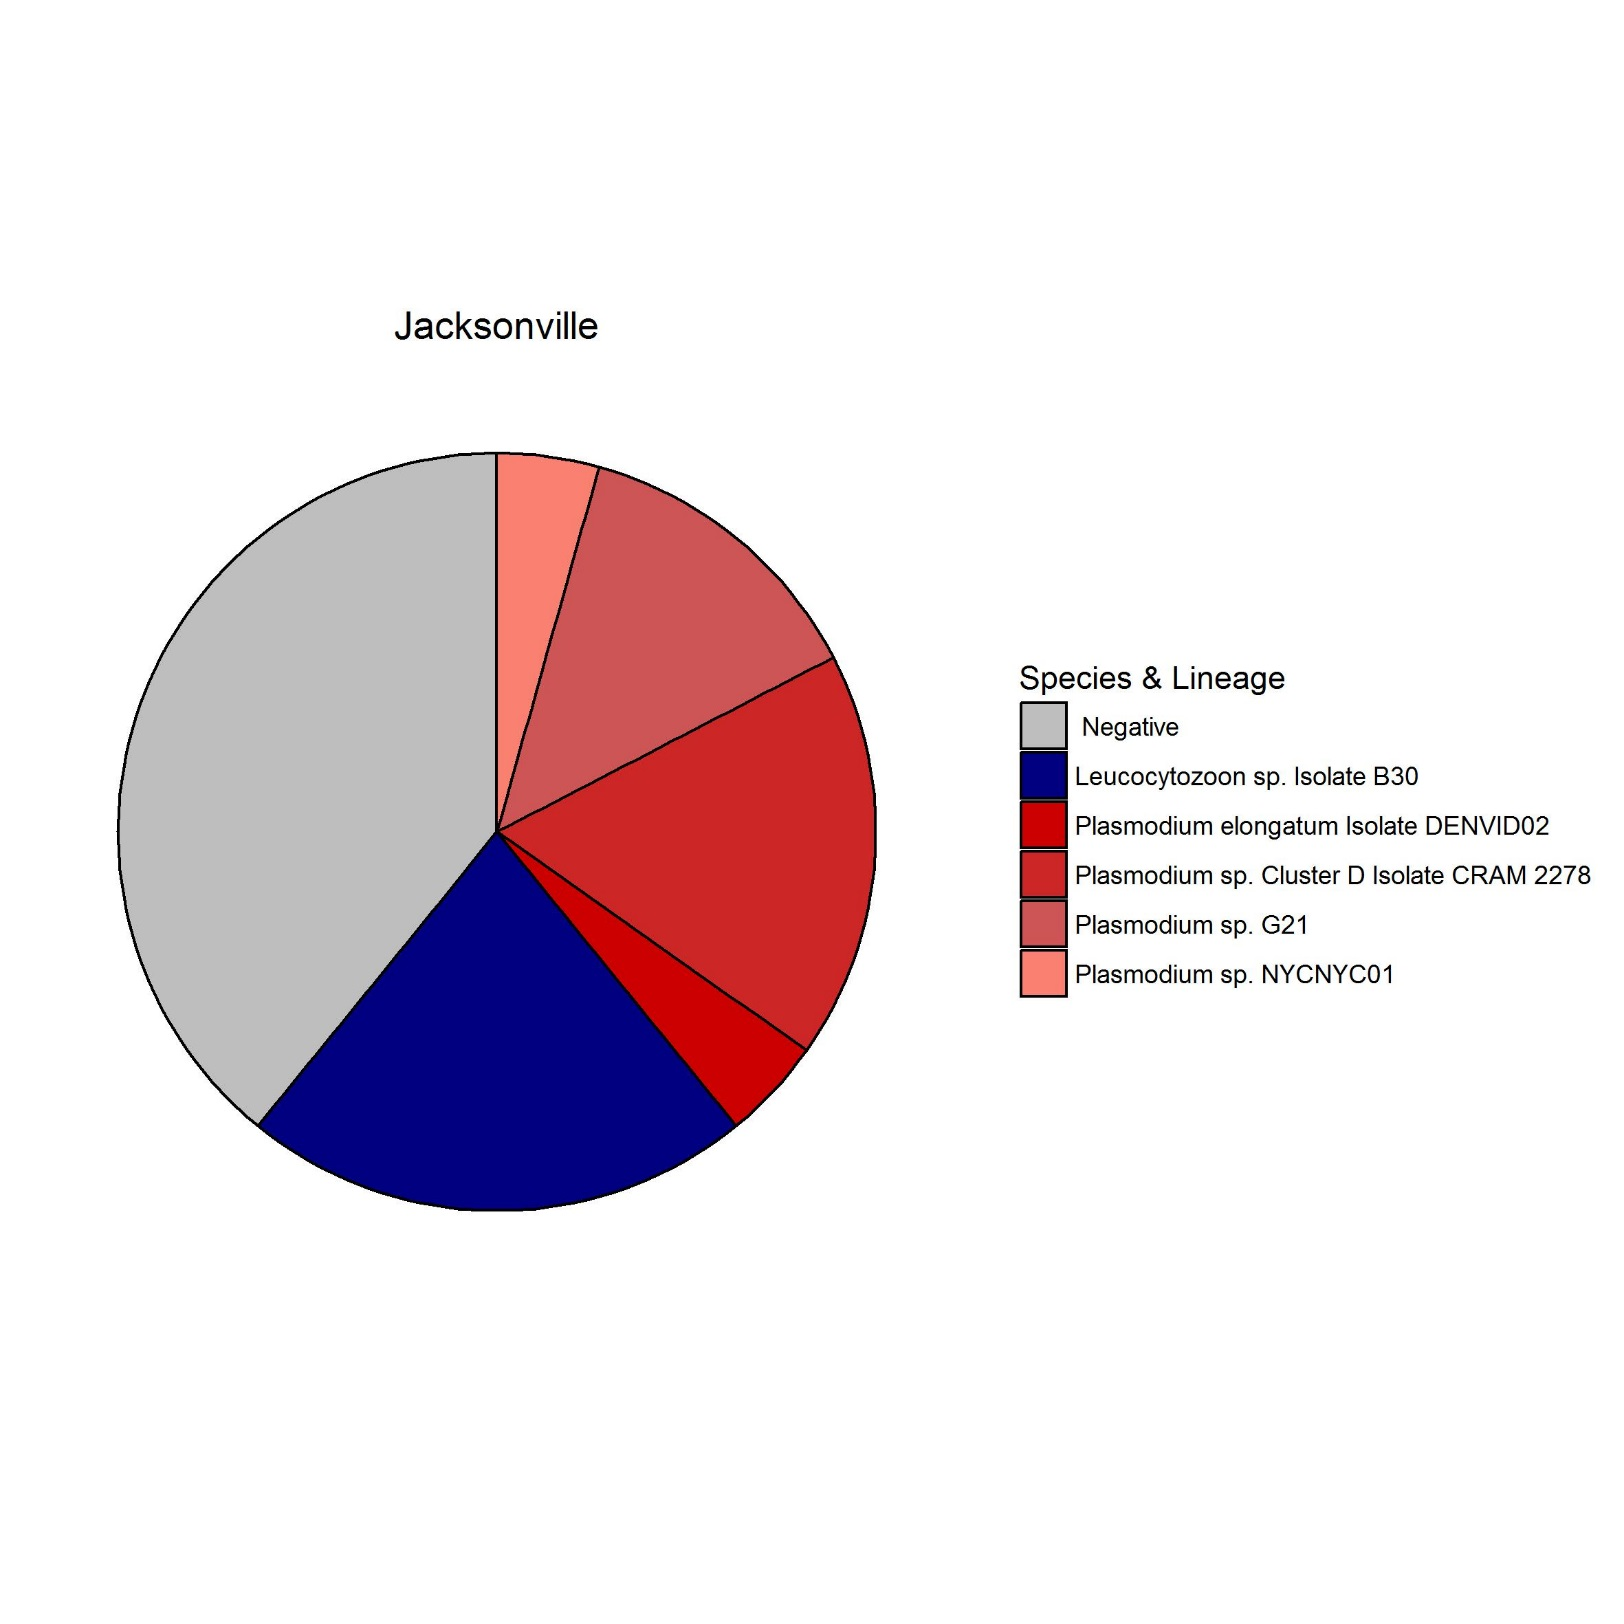 Jacksonville
Species & Lineage
Negative
Leucocytozoon sp. Isolate B30
Plasmodium elongatum Isolate DENVID02
Plasmodium sp. Cluster D Isolate CRAM 2278
Plasmodium sp. G21
Plasmodium sp. NYCNYC01